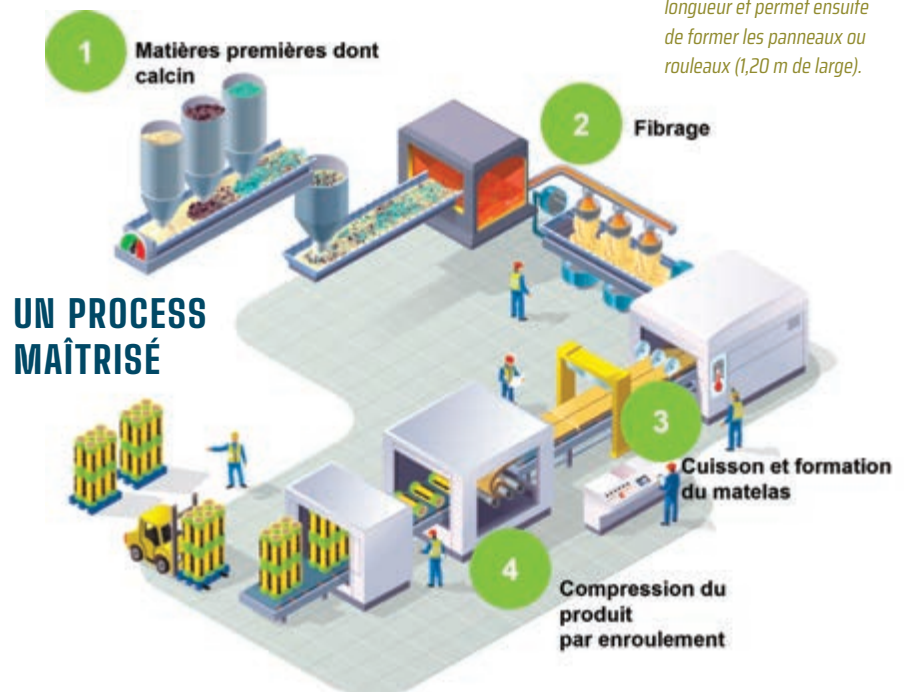 longueur et permet ensuite
de former les panneaux ou
rouleaux (1,20 m de large).
1
Matières premières dont
calcin
2
Fibrage
UN PROCESS
MAÎTRISÉ
3
Cuisson et formation
du matelas
4
Compression du
produit
par enroulement